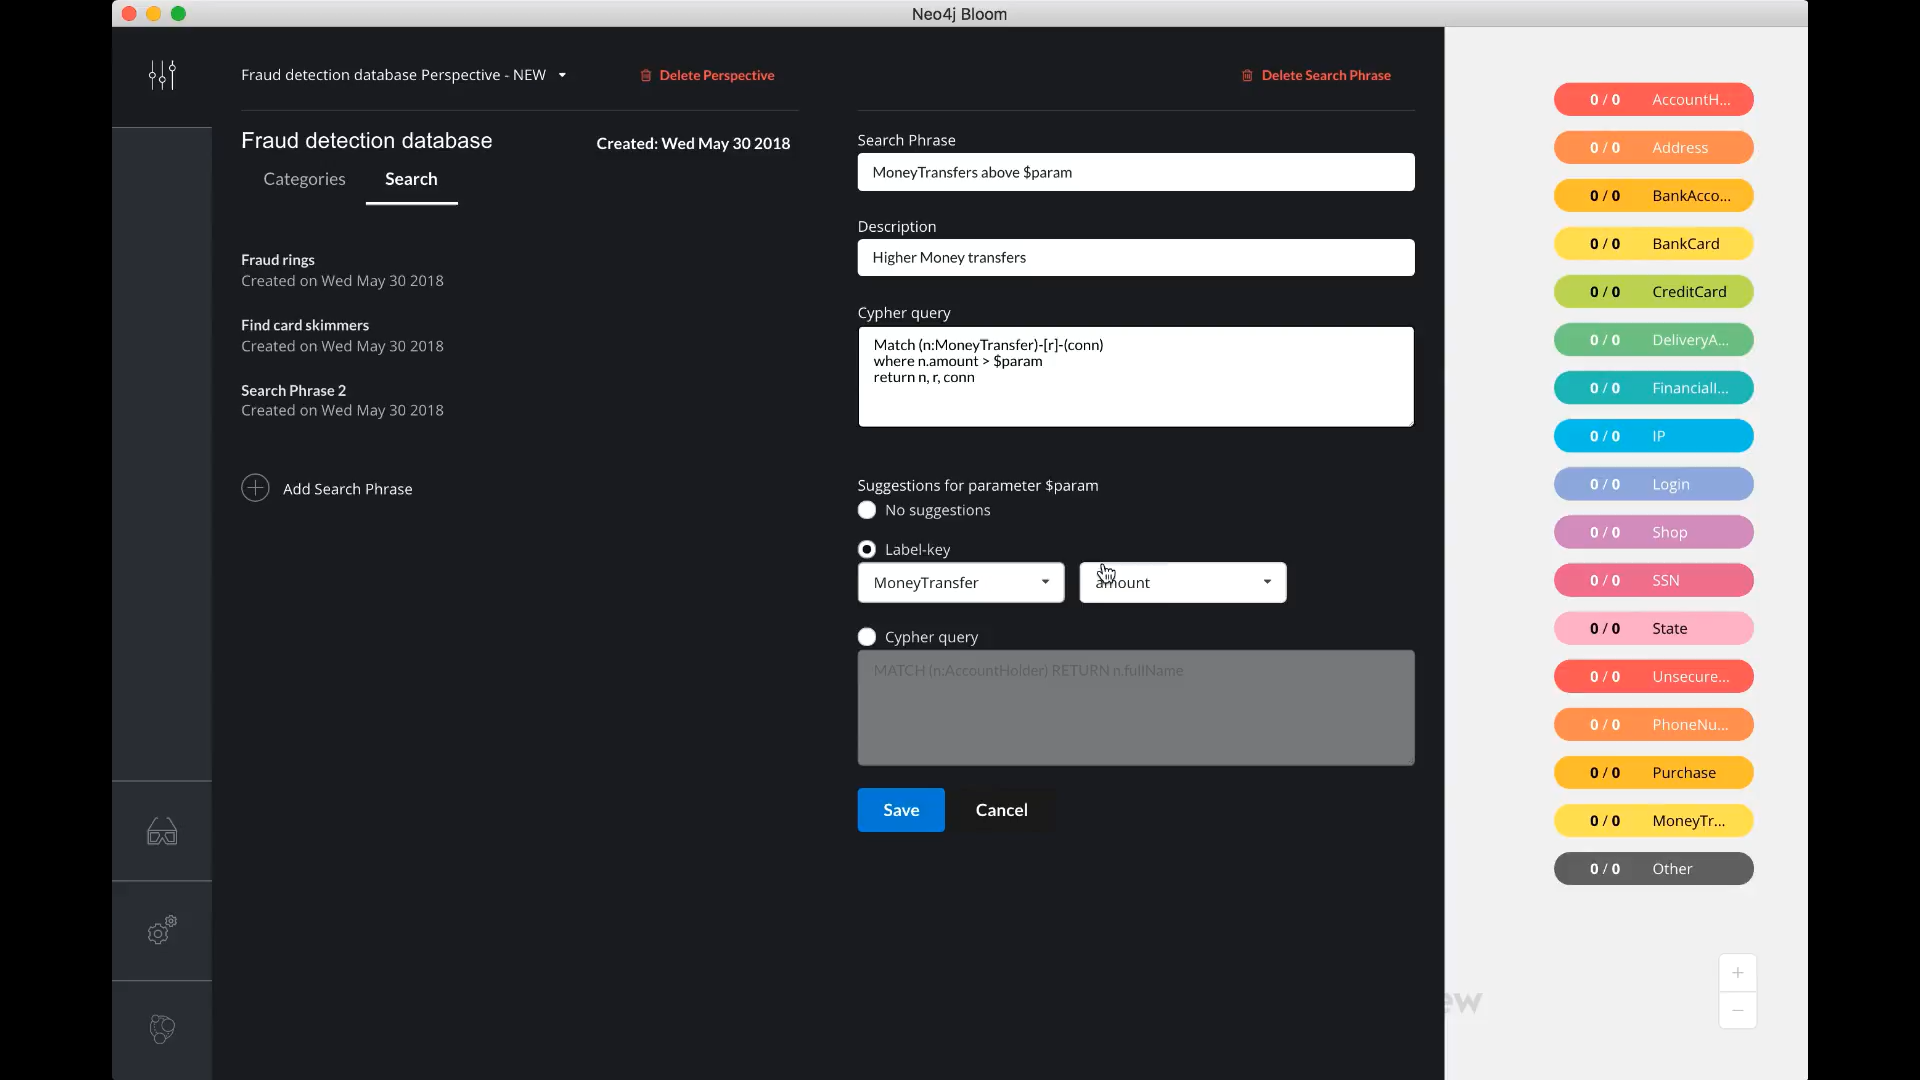 Neo4j Bloom
Fraud detection database Perspective - NEW
Delete Perspective
Delete Search Phrase
Fraud detection database
Created: Wed May 30 2018
Categories
Search
Fraud rings
Created on Wed May 30 2018
Find card skimmers
Created on Wed May 30 2018
Search Phrase 2
Created on Wed May 30 2018
Add Search Phrase
Search Phrase
MoneyTransfers above $param
Description
Higher Money transfers
Cypher query
Match (n:MoneyTransfer)-[r]-(conn)
where n.amount > $param
return n, r, conn
Suggestions for parameter $param
No suggestions
Label-key
MoneyTransfer
amount
Cypher query
MATCH (n:AccountHolder) RETURN n.fullName
Save
Cancel
0 / 0 AccountH...
0 / 0 Address
0 / 0 BankAcco...
0 / 0 BankCard
0 / 0 CreditCard
0 / 0 DeliveryA...
0 / 0 FinancialI...
0 / 0 IP
0 / 0 Login
0 / 0 Shop
0 / 0 SSN
0 / 0 State
0 / 0 Unsecure...
0 / 0 PhoneNu...
0 / 0 Purchase
0 / 0 MoneyTr...
0 / 0 Other